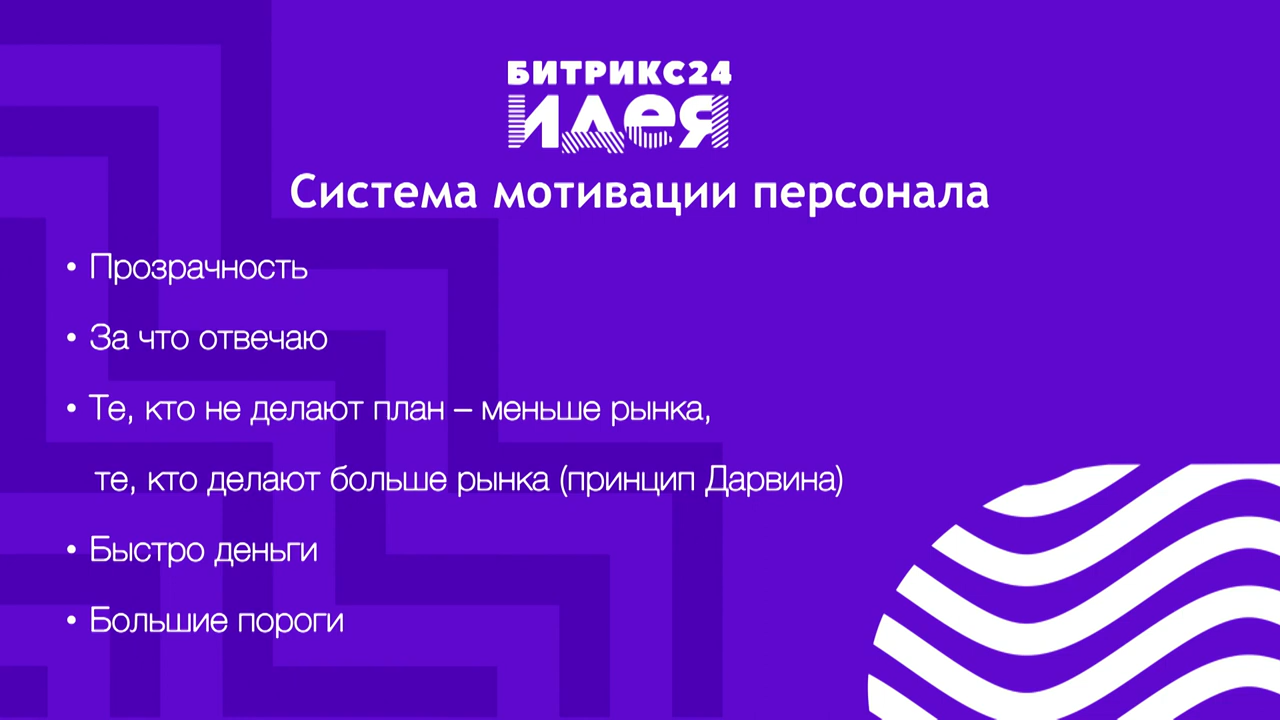 БИТРИКС24
ИДЕЯ
Система мотивации персонала
• Прозрачность
• За что отвечаю
• Те, кто не делают план – меньше рынка,
те, кто делают больше рынка (принцип Дарвина)
• Быстро деньги
• Большие пороги